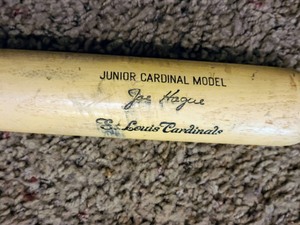 JUNIOR CARDINAL MODEL
Joe Hague
St. Louis Cardinals